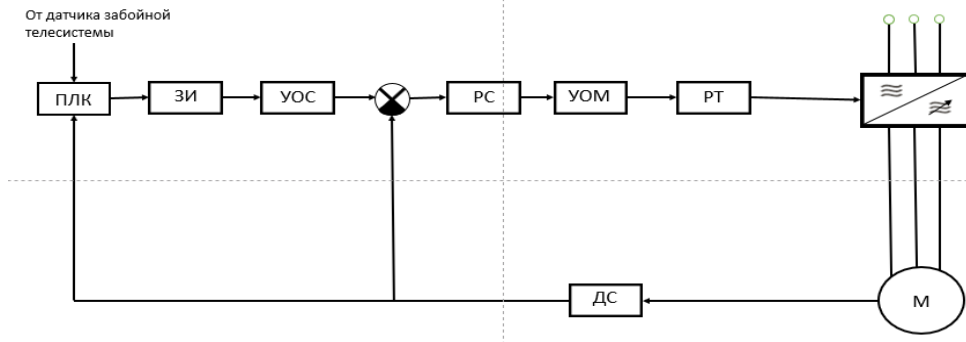 От датчика забойной
телесистемы
ПЛК
ЗИ
УОС
РС
УОМ
РТ
ДС
М